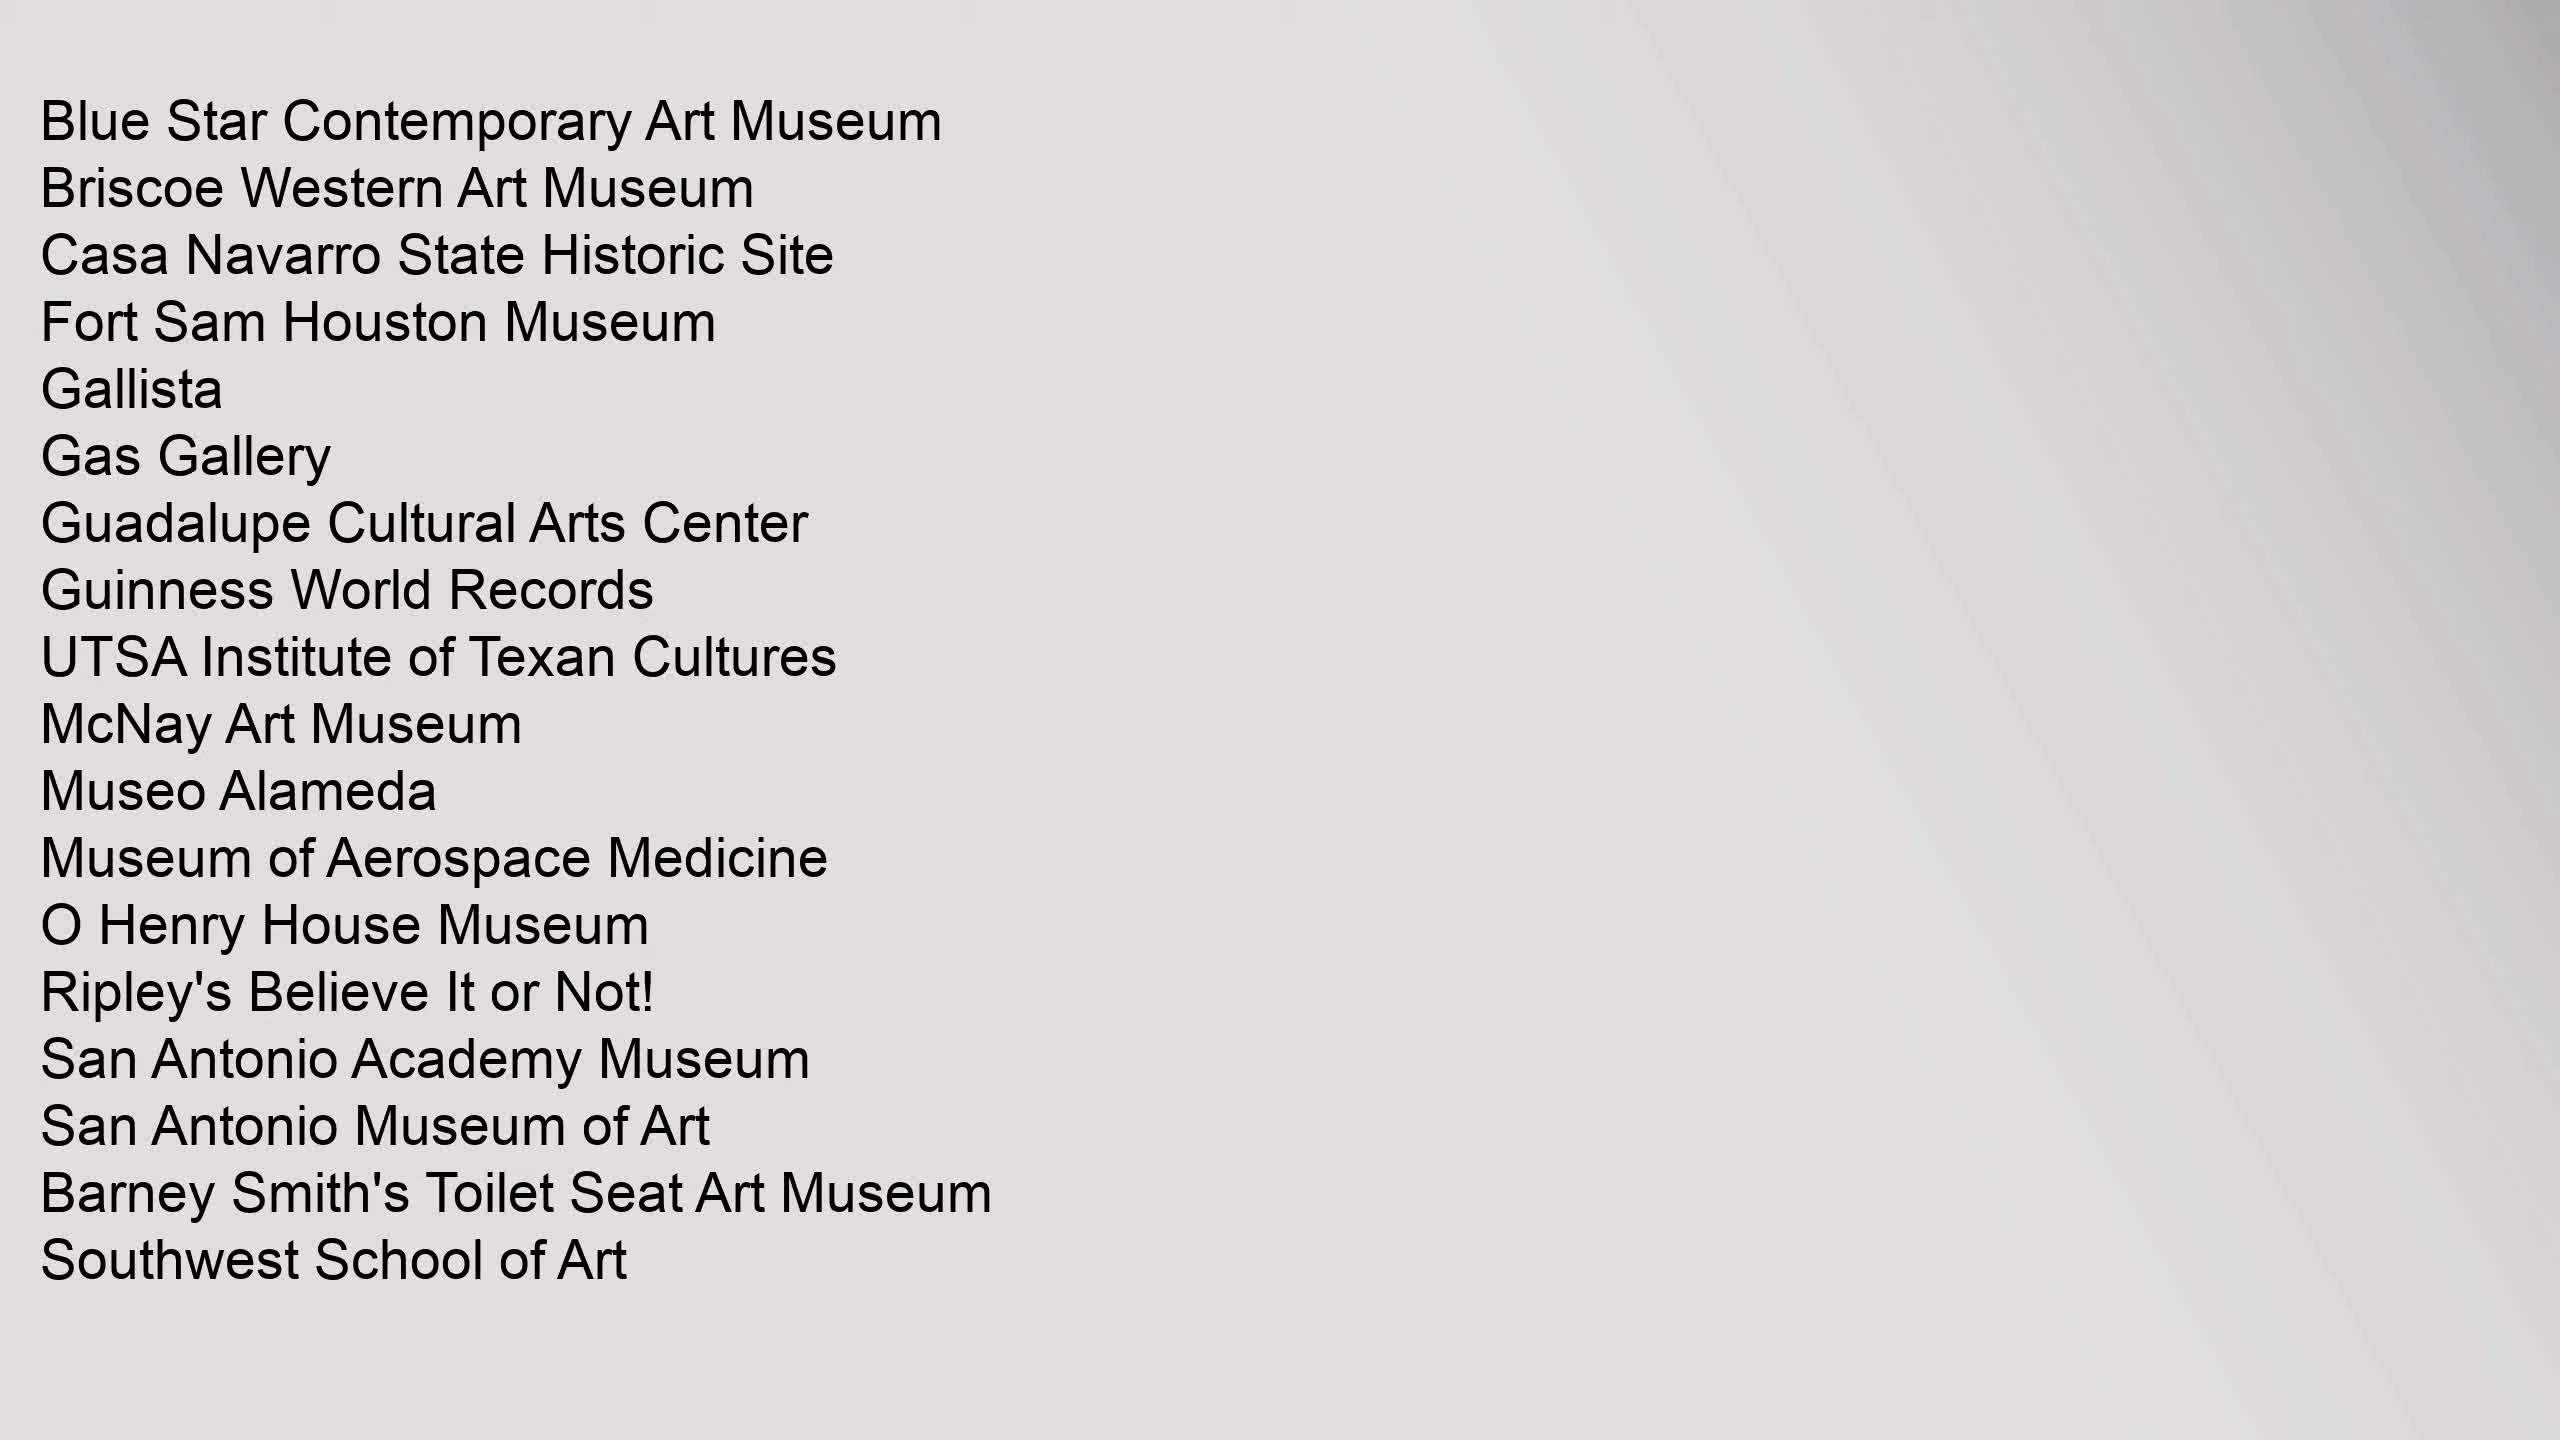 Blue Star Contemporary Art Museum
Briscoe Western Art Museum
Casa Navarro State Historic Site
Fort Sam Houston Museum
Gallista
Gas Gallery
Guadalupe Cultural Arts Center
Guinness World Records
UTSA Institute of Texan Cultures
McNay Art Museum
Museo Alameda
Museum of Aerospace Medicine
O Henry House Museum
Ripley's Believe It or Not!
San Antonio Academy Museum
San Antonio Museum of Art
Barney Smith's Toilet Seat Art Museum
Southwest School of Art